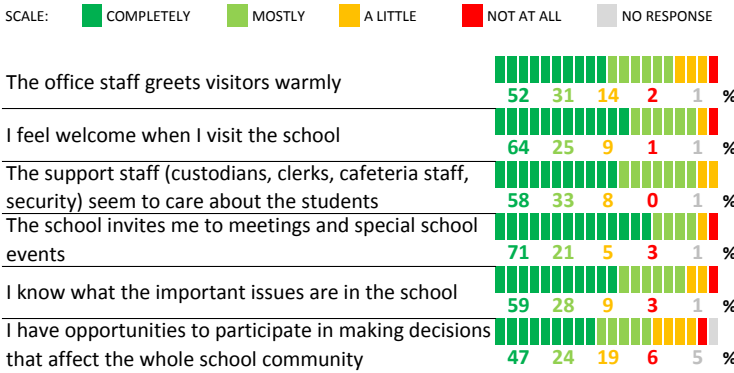 SCALE: COMPLETELY MOSTLY A LITTLE NOT AT ALL NO RESPONSE
The office staff greets visitors warmly
52 31 14 2 1 %
I feel welcome when I visit the school
64 25 9 1 1 %
The support staff (custodians, clerks, cafeteria staff,
security) seem to care about the students
58 33 8 0 1 %
The school invites me to meetings and special school
events
71 21 5 3 1 %
I know what the important issues are in the school
59 28 9 3 1 %
I have opportunities to participate in making decisions
that affect the whole school community
47 24 19 6 5 %